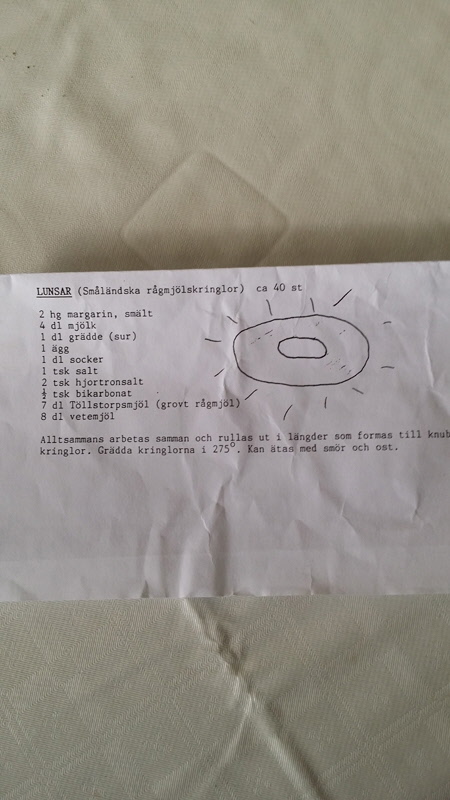 LUNSAR (Småländska rågmjölskringlor) ca 40 st
2 hg margarin, smält
4 dl mjölk
1 dl grädde (sur)
1 ägg
1 dl socker
1 tsk salt
2 tsk hjortronsalt
½ tsk bikarbonat
7 dl Töllstorpsmjöl (grovt rågmjöl)
8 dl vetemjöl
Alltsammans arbetas samman och rullas ut i längder som formas till knub
kringlor. Grädda kringlorna i 275°. Kan ätas med smör och ost.